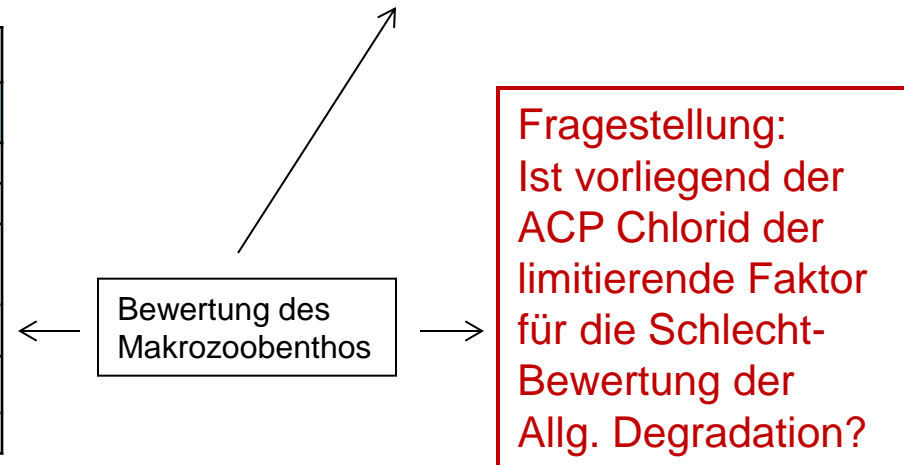 Bewertung des
Makrozoobenthos
Fragestellung:
Ist vorliegend der
ACP Chlorid der
limitierende Faktor
für die Schlecht-
Bewertung der
Allg. Degradation?